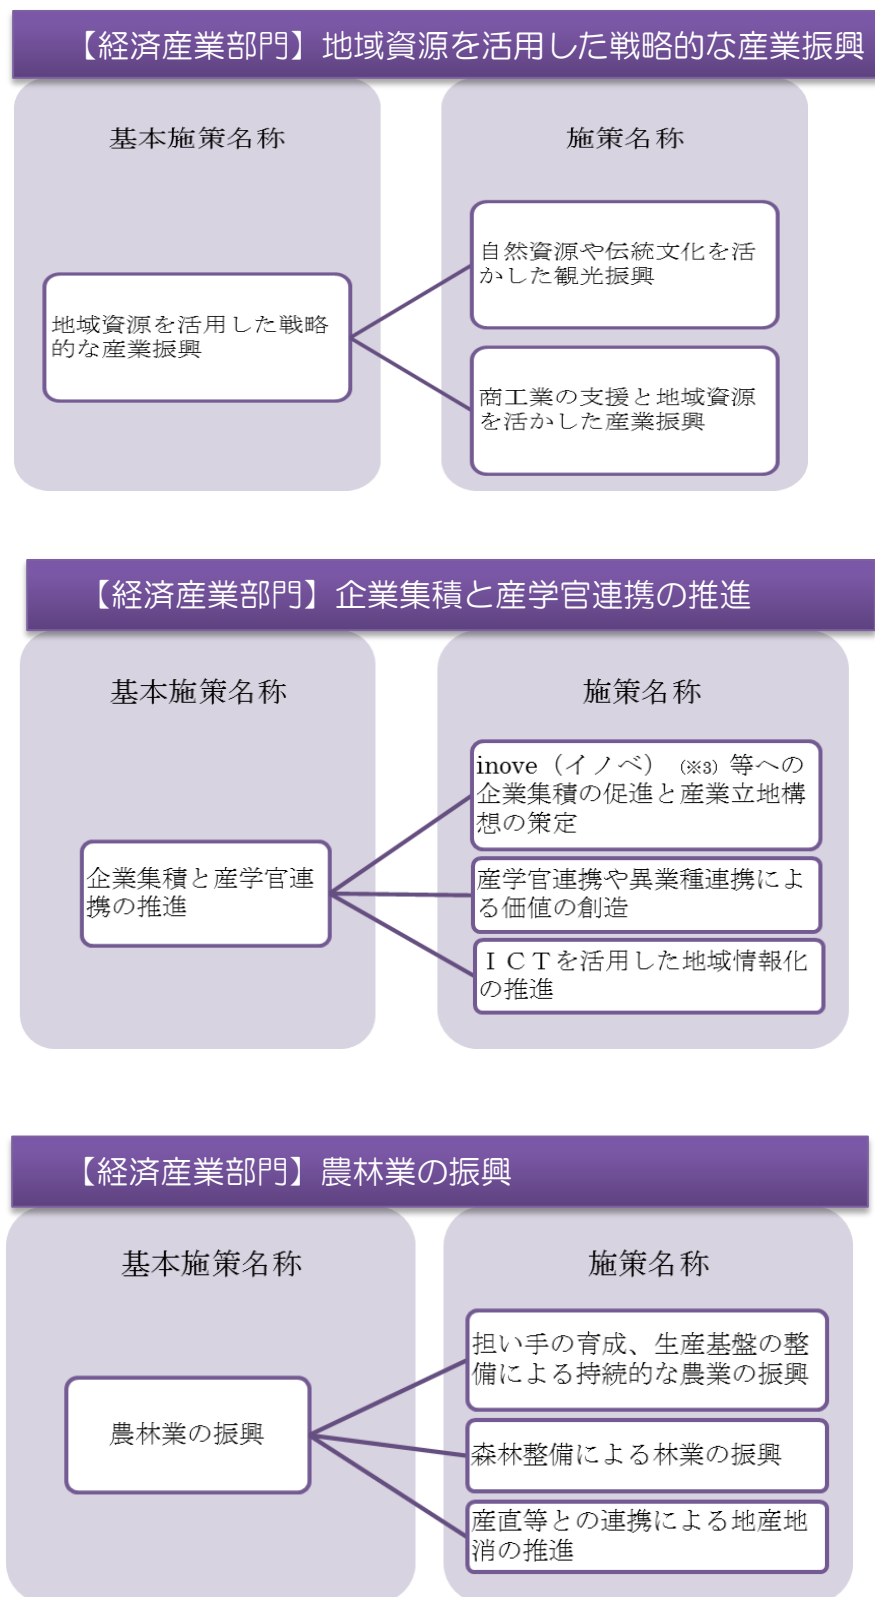 【経済産業部門】地域資源を活用した戦略的な産業振興
基本施策名称
施策名称
地域資源を活用した戦略
的な産業振興
自然資源や伝統文化を活
かした観光振興
商工業の支援と地域資源
を活かした産業振興
【経済産業部門】企業集積と産学官連携の推進
基本施策名称
施策名称
企業集積と産学官連
携の推進
inove（イノベ）（※3）等への
企業集積の促進と産業立地構
想の策定
産学官連携や異業種連携によ
る価値の創造
ＩＣＴを活用した地域情報化
の推進
【経済産業部門】農林業の振興
基本施策名称
施策名称
農林業の振興
担い手の育成、生産基盤の整
備による持続的な農業の振興
森林整備による林業の振興
産直等との連携による地産地
消の推進